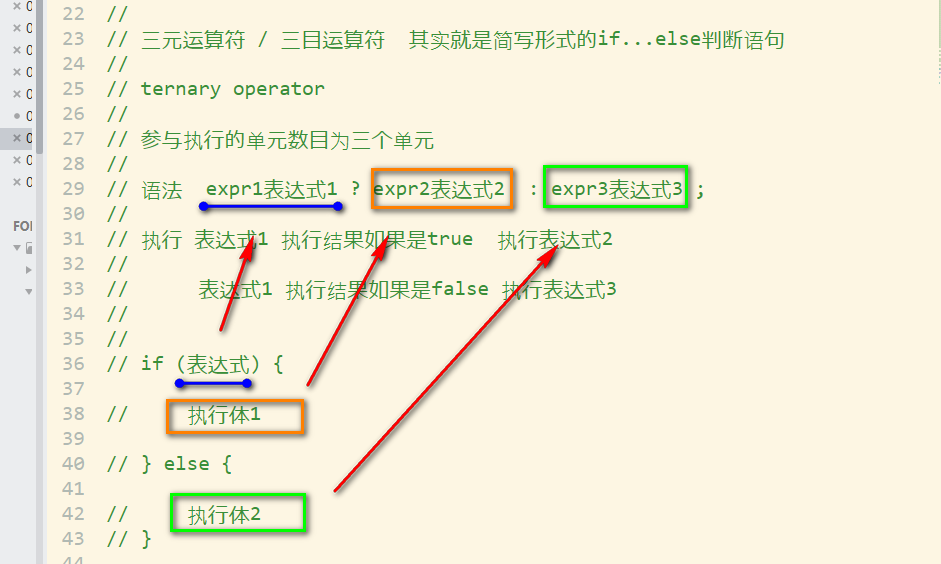 22 //
23 // 三元运算符 / 三目运算符 其实就是简写形式的if...else判断语句
24 //
25 // ternary operator
26 //
27 // 参与执行的单元数目为三个单元
28 //
29 // 语法 expr1表达式1 ? expr2表达式2 : expr3表达式3 ;
30 //
31 // 执行 表达式1 执行结果如果是true 执行表达式2
32 //
33 // 表达式1 执行结果如果是false 执行表达式3
34 //
35 //
36 // if (表达式) {
37
38 // 执行体1
39
40 // } else {
41
42 // 执行体2
43 // }
44